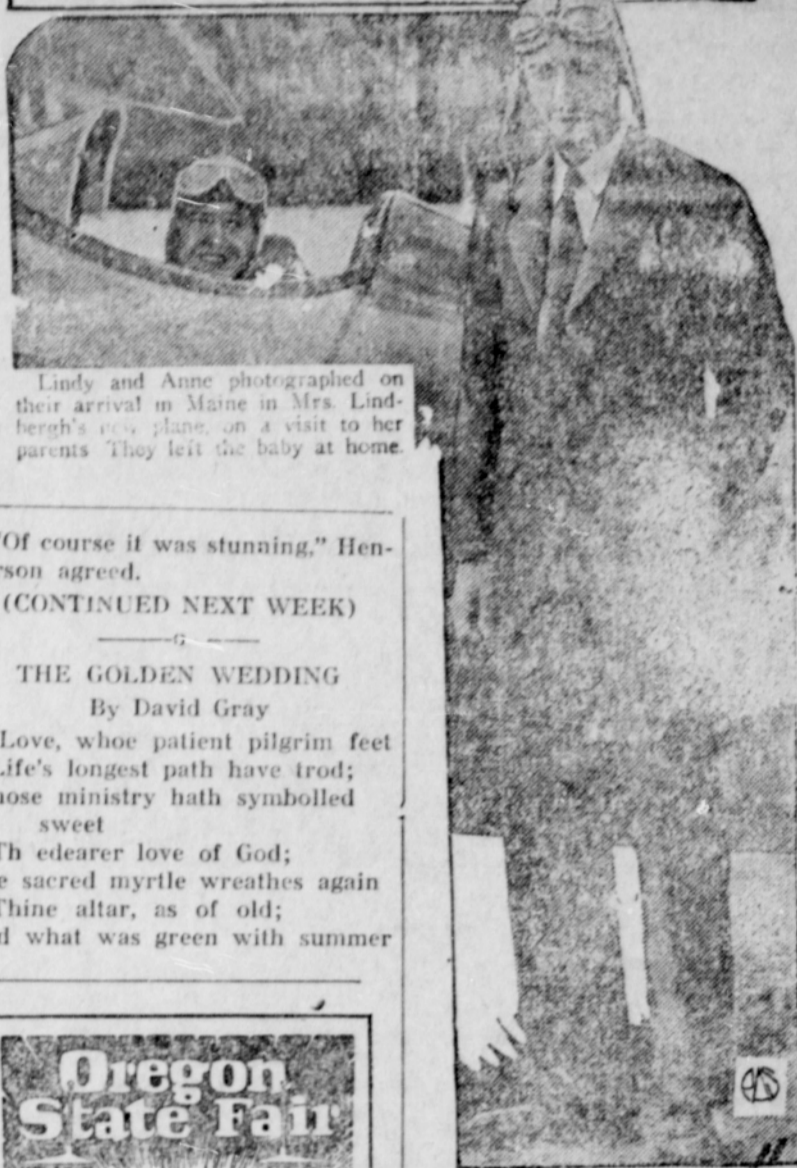 Lindy and Anne photographed on
their arrival in Maine in Mrs. Lind-
bergh's new plane, on a visit to her
parents They left the baby at home.
"Of course it was stunning," Hen-
rson agreed.
(CONTINUED NEXT WEEK)
THE GOLDEN WEDDING
By David Gray
Love, whoe patient pilgrim feet
Life's longest path have trod;
hose ministry hath symbolled
sweet
Th edearer love of God;
e sacred myrtle wreathes again
Thine altar, as of old;
d what was green with summer
Oregon
State Fair